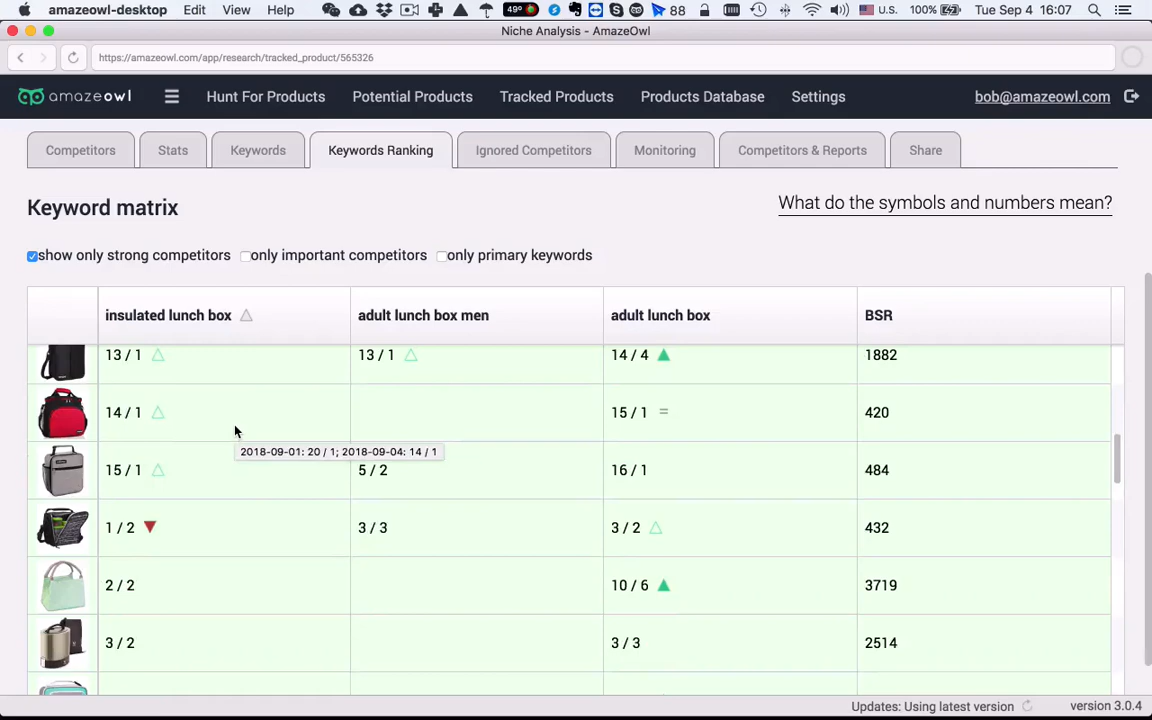 amazeowl-desktop Edit View Help 49° 88 U.S. 100% Tue Sep 4 16:07
Niche Analysis - AmazeOwl
https://amazeowl.com/app/research/tracked_product/565326
amazeowl Hunt For Products Potential Products Tracked Products Products Database Settings bob@amazeowl.com
Competitors Stats Keywords Keywords Ranking Ignored Competitors Monitoring Competitors & Reports Share
Keyword matrix What do the symbols and numbers mean?
show only strong competitors only important competitors only primary keywords
insulated lunch box adult lunch box men adult lunch box BSR
13 / 1 13 / 1 14 / 4 1882
14 / 1 15 / 1 = 420
2018-09-01: 20 / 1; 2018-09-04: 14 / 1
15 / 1 5 / 2 16 / 1 484
1 / 2 3 / 3 3 / 2 432
2 / 2 10 / 6 3719
3 / 2 3 / 3 2514
Updates: Using latest version version 3.0.4